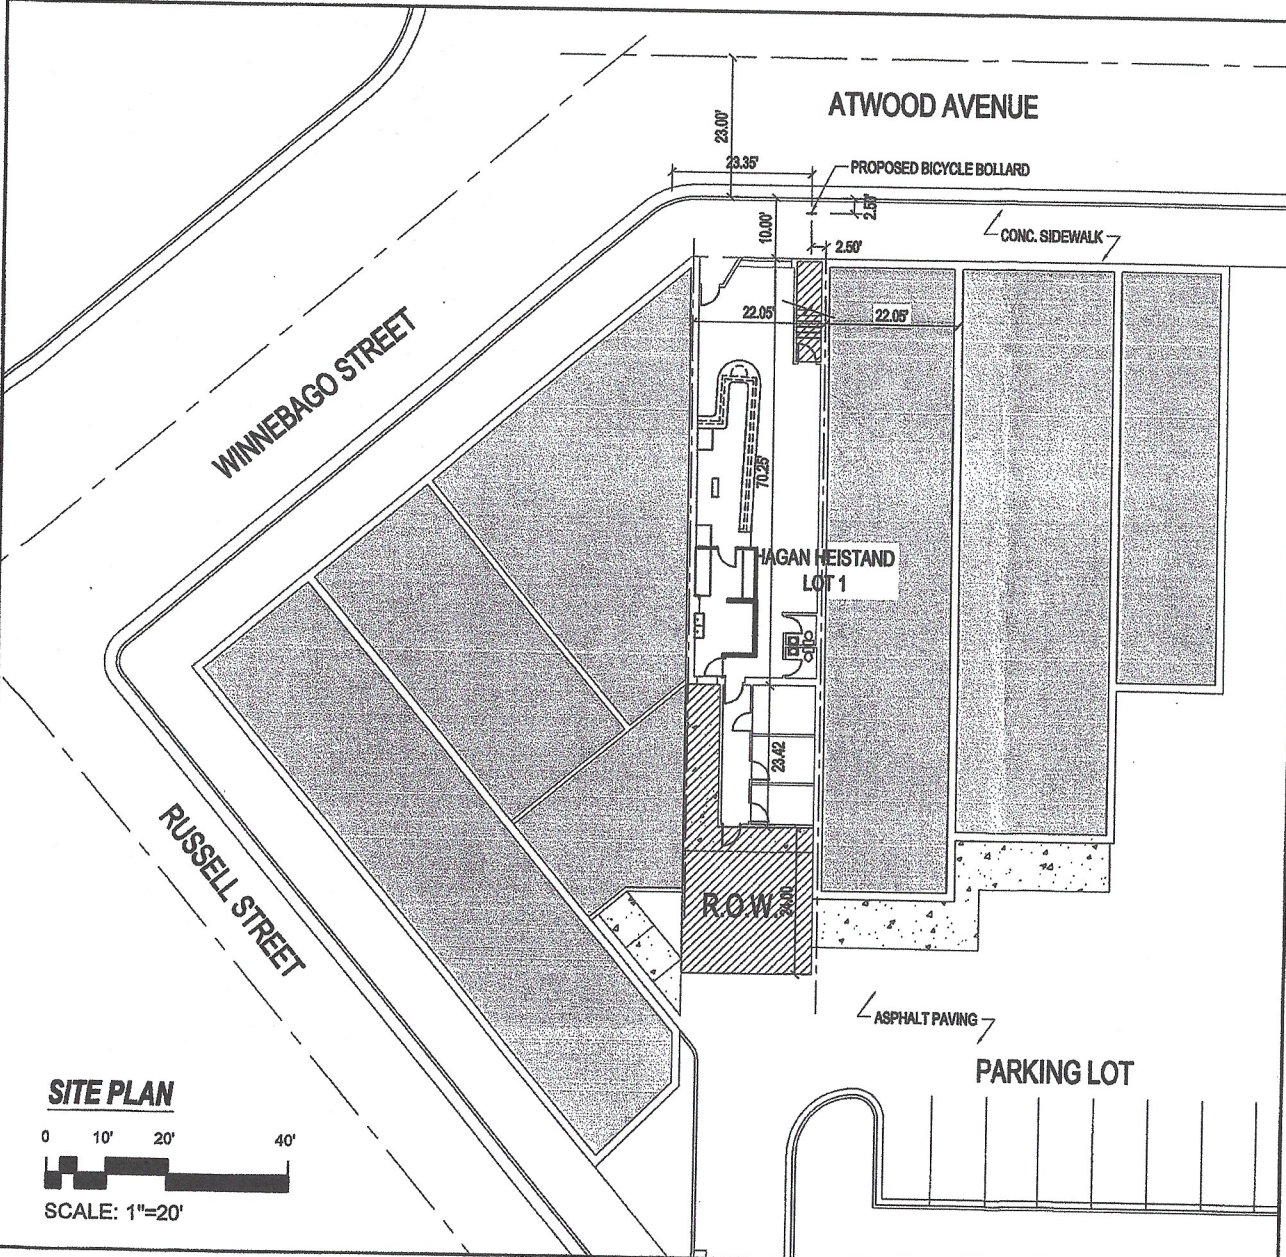 ATWOOD AVENUE
23.00'
23.35'
PROPOSED BICYCLE BOLLARD
2.50'
10.00'
CONC. SIDEWALK
2.50'
22.05'
22.05'
WINNEBAGO STREET
70.25'
HAGAN HEISTAND
LOT 1
23.42
RUSSELL STREET
R.O.W.
24.00
ASPHALT PAVING
PARKING LOT
SITE PLAN
0 10' 20' 40'
SCALE: 1"=20'